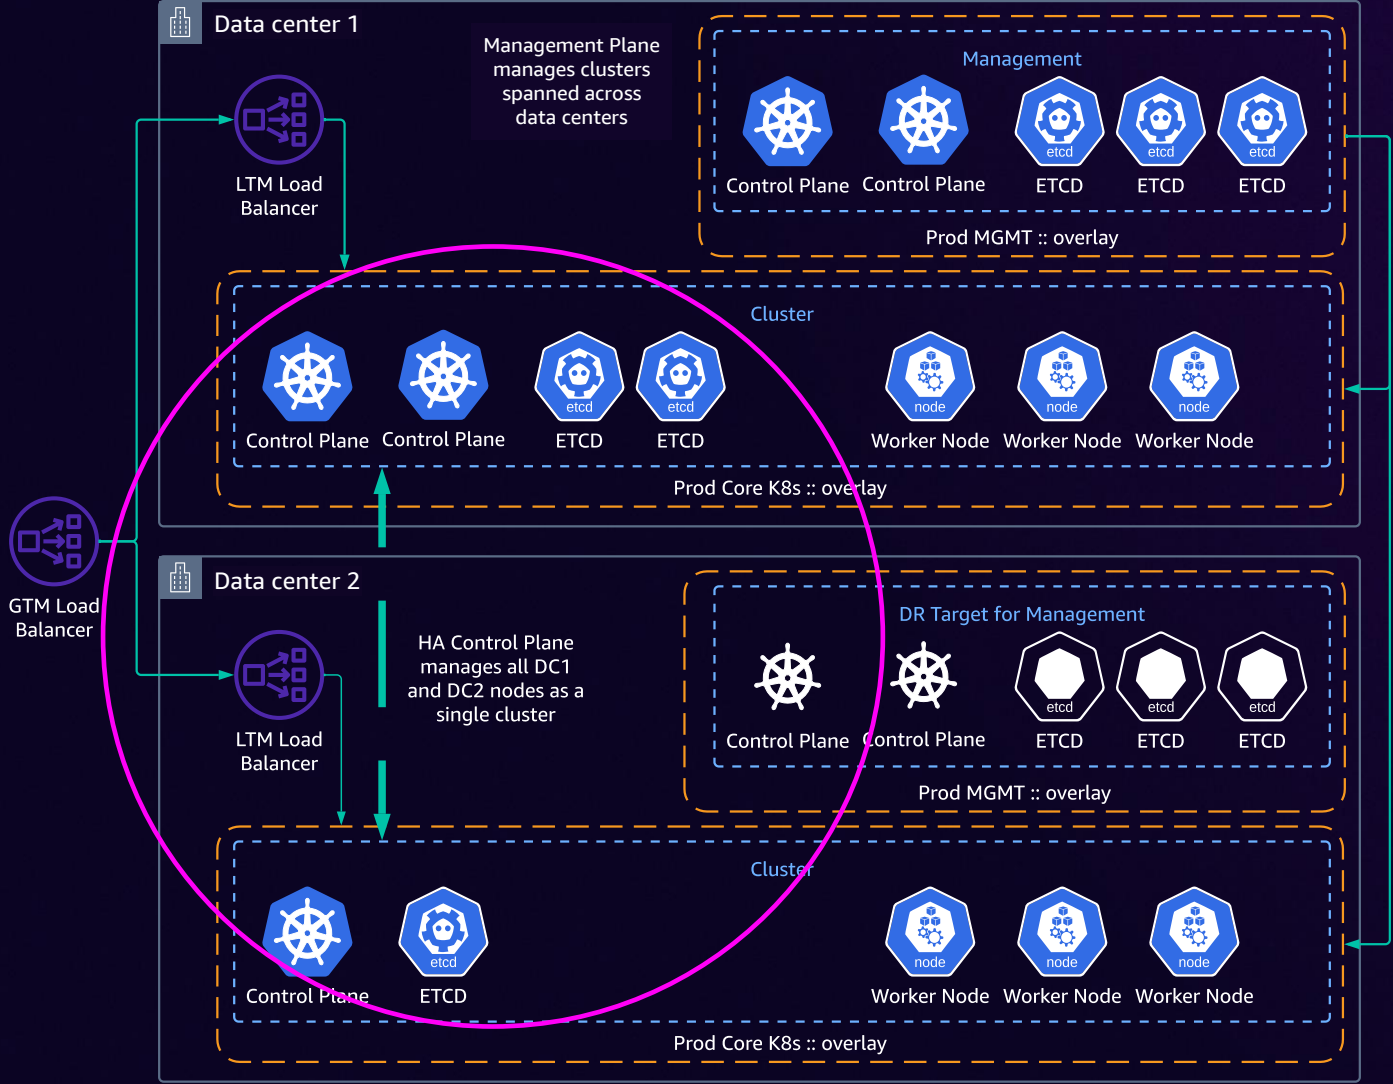 Data center 1
Management Plane
manages clusters
spanned across
data centers
Management
etcd
etcd
etcd
Control Plane
Control Plane
ETCD
ETCD
ETCD
Prod MGMT :: overlay
LTM Load
Balancer
Cluster
etcd
etcd
node
node
node
Control Plane
Control Plane
ETCD
ETCD
Worker Node
Worker Node
Worker Node
Prod Core K8s :: overlay
GTM Load
Balancer
Data center 2
HA Control Plane
manages all DC1
and DC2 nodes as a
single cluster
DR Target for Management
etcd
etcd
etcd
Control Plane
Control Plane
ETCD
ETCD
ETCD
Prod MGMT :: overlay
LTM Load
Balancer
Cluster
etcd
node
node
node
Control Plane
ETCD
Worker Node
Worker Node
Worker Node
Prod Core K8s :: overlay